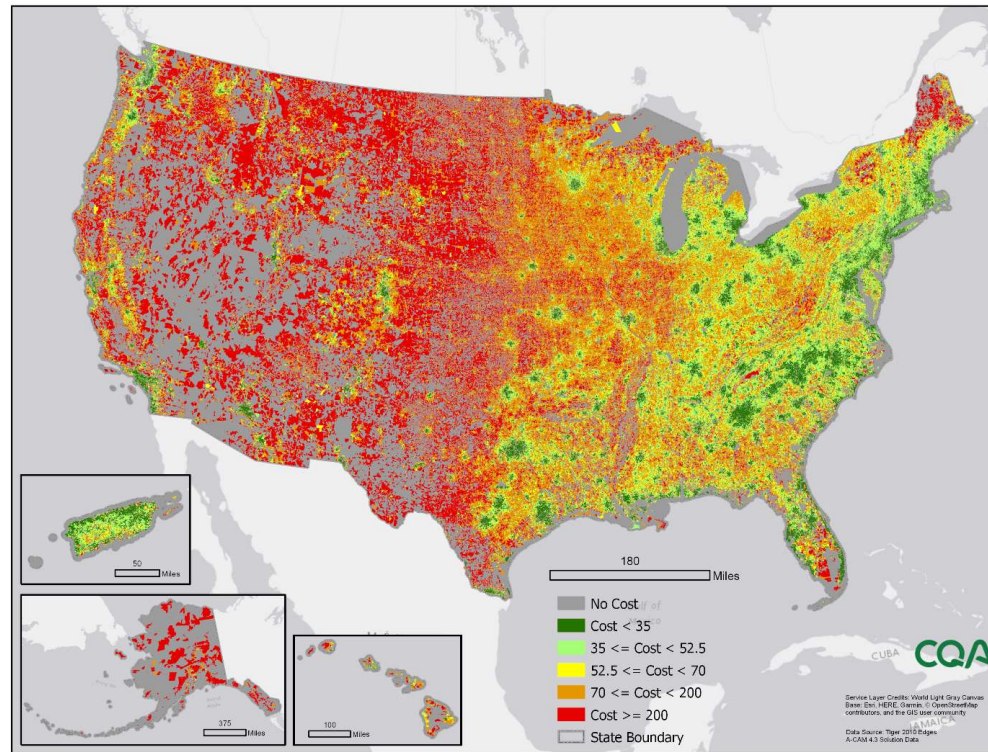 50
Miles
375
Miles
100
Miles
180
Miles
No Cost
Cost < 35
35 <= Cost < 52.5
52.5 <= Cost < 70
70 <= Cost < 200
Cost >= 200
State Boundary
Gulf of
CUBA
CQA
Service Layer Credits: World Light Gray Canvas
Base: Esri, HERE, Garmin, © OpenStreetMap
contributors, and the GIS user community
JAMAICA
Data Source: Tiger 2010 Edges
A-CAM 4.3 Solution Data